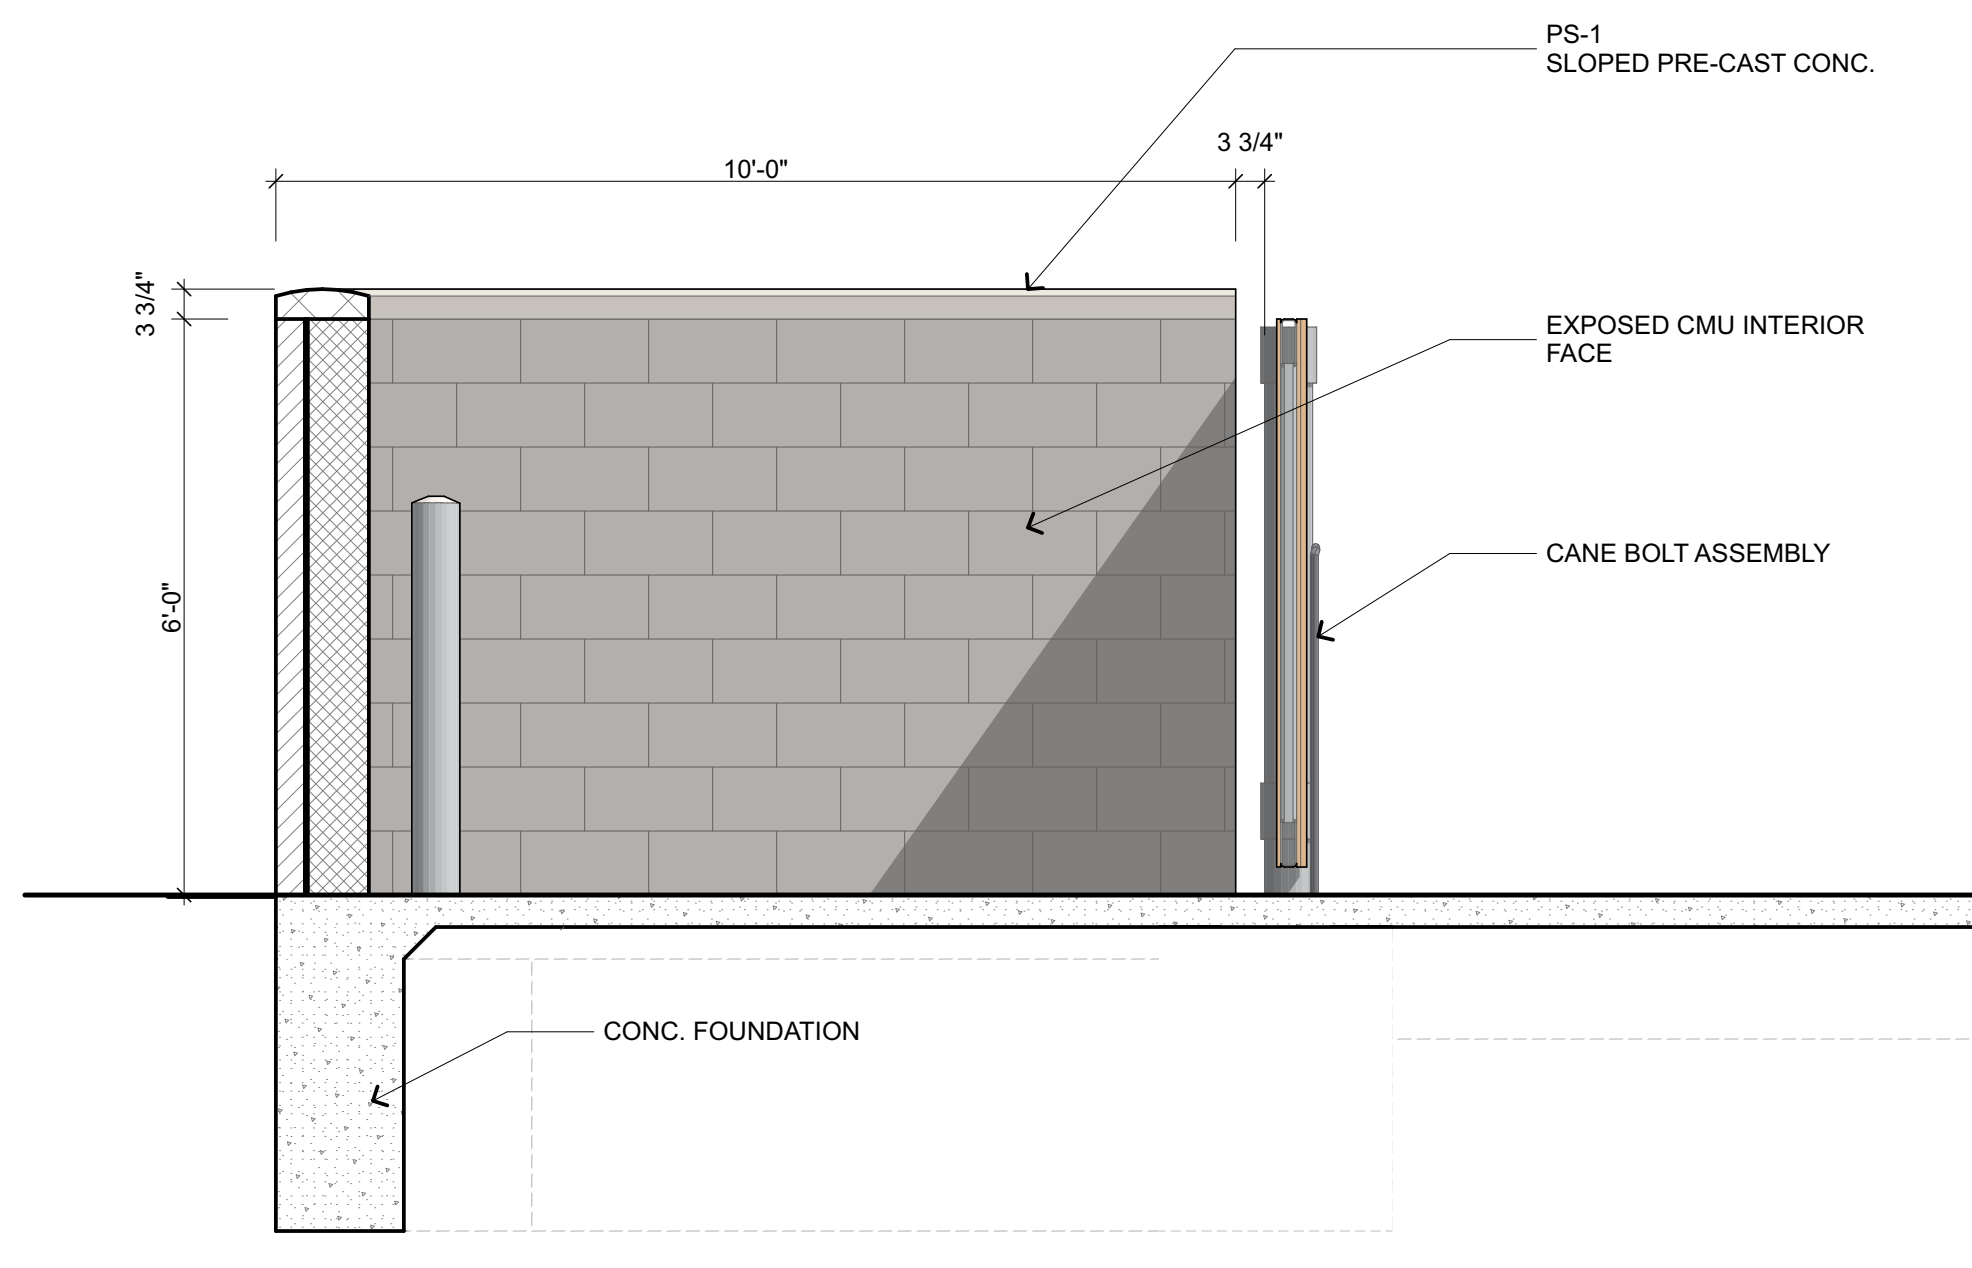 PS-1
SLOPED PRE-CAST CONC.
3 3/4"
10'-0"
3 3/4"
EXPOSED CMU INTERIOR
FACE
CANE BOLT ASSEMBLY
6'-0"
CONC. FOUNDATION